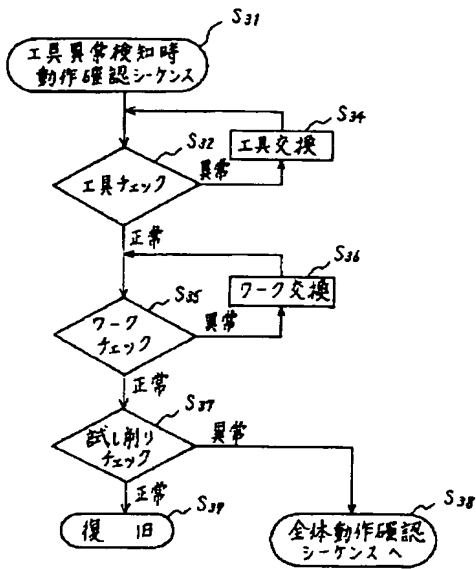 S31
工具異常検知時
動作確認シーケンス
S34
工具交換
S32
工具チェック
異常
正常
S36
ワーク交換
S35
ワーク
チェック
異常
正常
S37
試し削り
チェック
異常
正常
S39
復旧
S38
全体動作確認
シーケンスへ